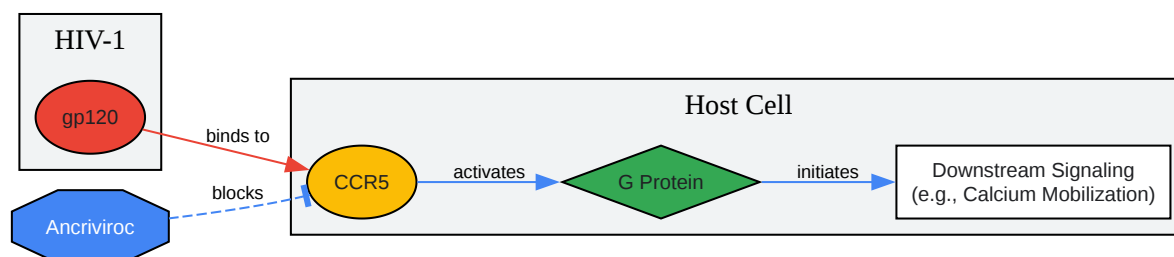 HIV-1
gp120
binds to
Ancriviroc
blocks
Host Cell
CCR5
activates
G Protein
initiates
Downstream Signaling
(e.g., Calcium Mobilization)